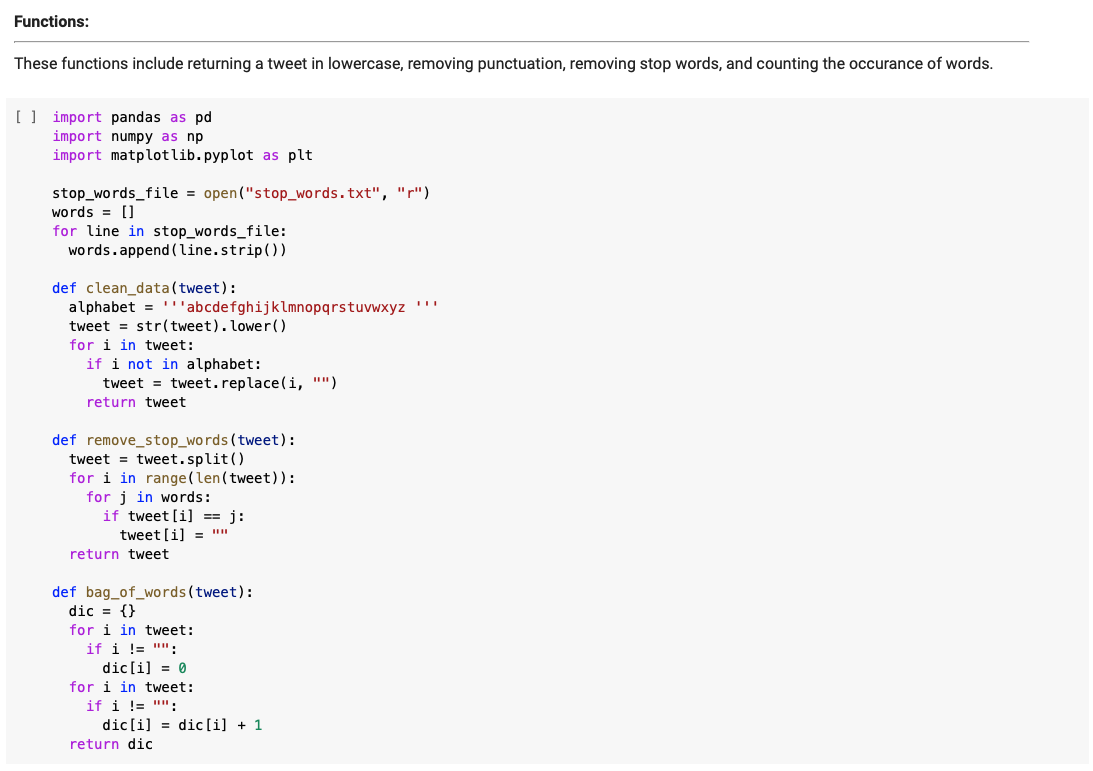 Functions:
These functions include returning a tweet in lowercase, removing punctuation, removing stop words, and counting the occurance of words.
[ ] import pandas as pd
import numpy as np
import matplotlib.pyplot as plt

stop_words_file = open("stop_words.txt", "r")
words = []
for line in stop_words_file:
  words.append(line.strip())

def clean_data(tweet):
  alphabet = '''abcdefghijklmnopqrstuvwxyz '''
  tweet = str(tweet).lower()
  for i in tweet:
    if i not in alphabet:
      tweet = tweet.replace(i, "")
    return tweet

def remove_stop_words(tweet):
  tweet = tweet.split()
  for i in range(len(tweet)):
    for j in words:
      if tweet[i] == j:
        tweet[i] = ""
  return tweet

def bag_of_words(tweet):
  dic = {}
  for i in tweet:
    if i != "":
      dic[i] = 0
  for i in tweet:
    if i != "":
      dic[i] = dic[i] + 1
  return dic